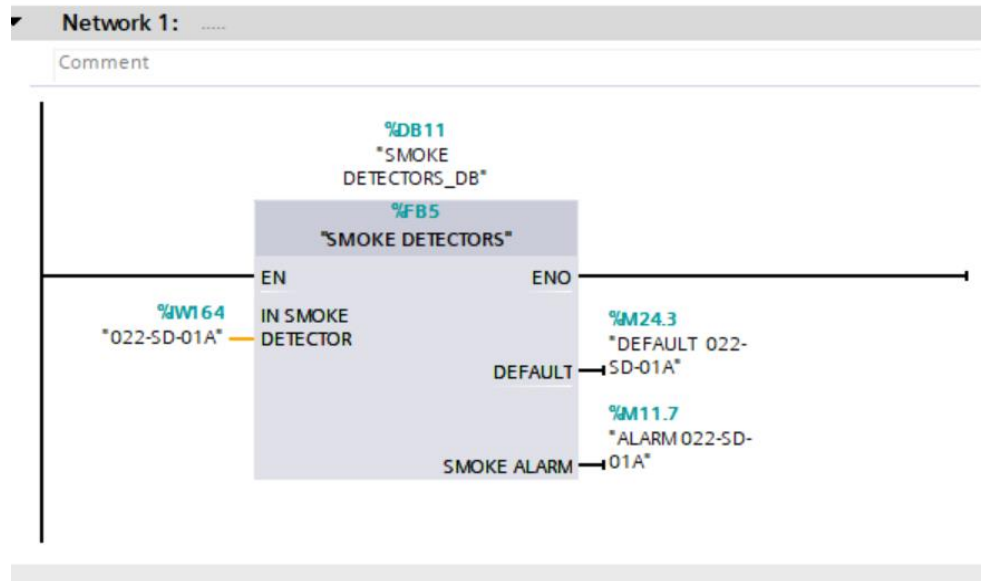 Network 1: .....
Comment
%DB11
"SMOKE
DETECTORS_DB"
%FB5
"SMOKE DETECTORS"
EN
ENO
%IW164
"022-SD-01A"
IN SMOKE
DETECTOR
%M24.3
"DEFAULT 022-
SD-01A"
DEFAULT
%M11.7
"ALARM 022-SD-
01A"
SMOKE ALARM